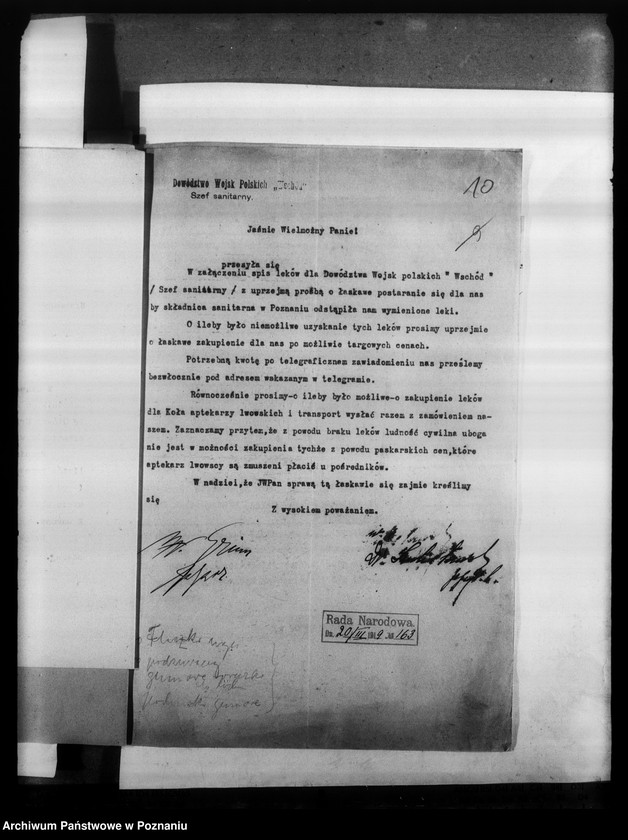 10
Dowództwo Wojsk Polskich „Wschód"
Szef sanitarny.
9
Jaśnie Wielmożny Panie!
przesyła się
W załączeniu spis leków dla Dowództwa Wojsk polskich " Wschód "
/ Szef sanitarny / z uprzejmą prośbą o łaskawe postaranie się dla nas
by składnica sanitarna w Poznaniu odstąpiła nam wymienione leki.
O ileby było niemożliwe uzyskanie tych leków prosimy uprzejmie
o łaskawe zakupienie dla nas po możliwie targowych cenach.
Potrzebną kwotę po telegraficznem zawiadomieniu nas prześlemy
bezwłocznie pod adresem wskazanym w telegramie.
Równocześnie prosimy-o ileby było możliwe-o zakupienie leków
dla Koła aptekarzy lwowskich i transport wysłać razem z zamówieniem na-
szem. Zaznaczamy przytem,że z powodu braku leków ludność cywilna uboga
nie jest w możności zakupienia tychże z powodu paskarskich cen,które
aptekarz lwowscy są zmuszeni płacić u pośredników.
W nadziei,że JWPan sprawą tą łaskawie się zajmie kreślimy
się
Z wysokiem poważaniem.
Rada Narodowa.
Dn. 20/III 1919 № 163
Archiwum Państwowe w Poznaniu